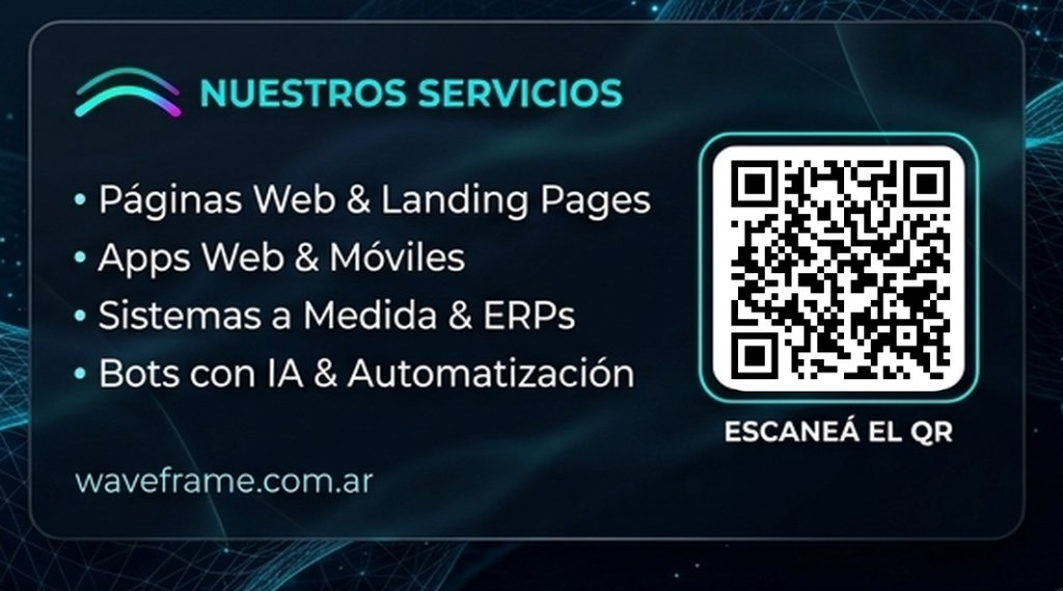 NUESTROS SERVICIOS
• Páginas Web & Landing Pages
• Apps Web & Móviles
• Sistemas a Medida & ERPs
• Bots con IA & Automatización
ESCANEÁ EL QR
waveframe.com.ar